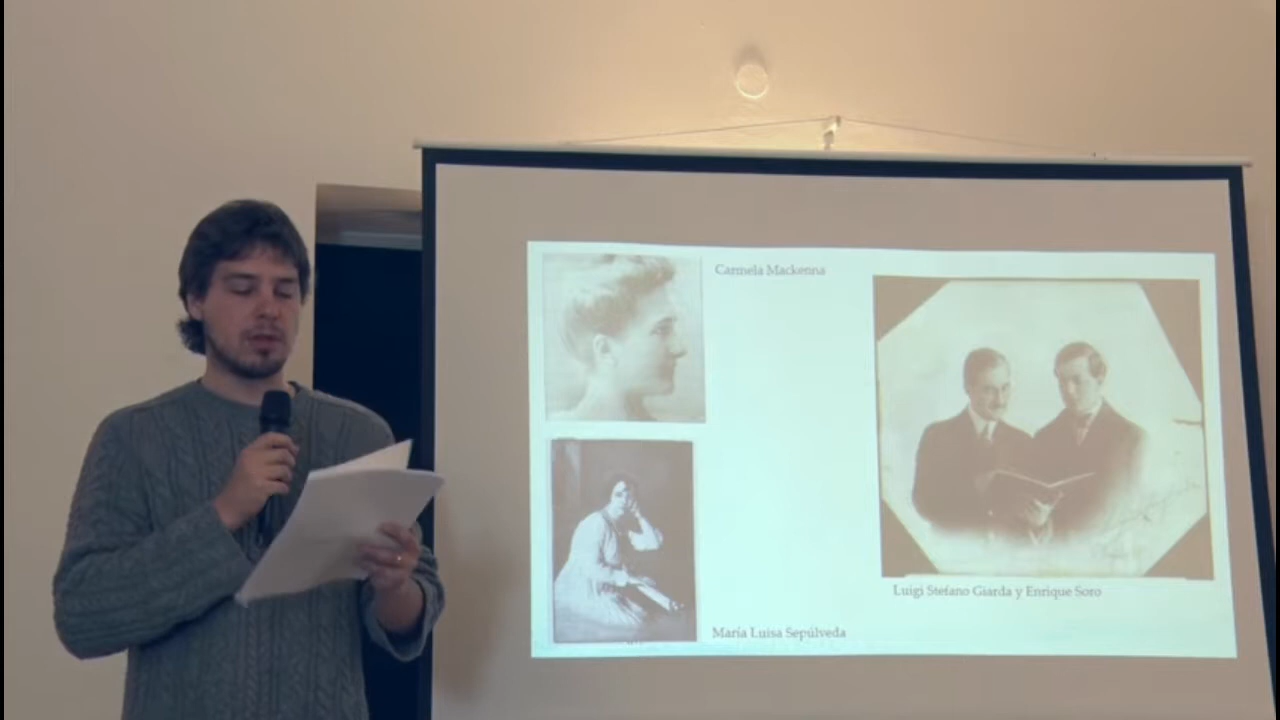 Carmela Mackenna
Luigi Stefano Giarda y Enrique Soro
María Luisa Sepúlveda